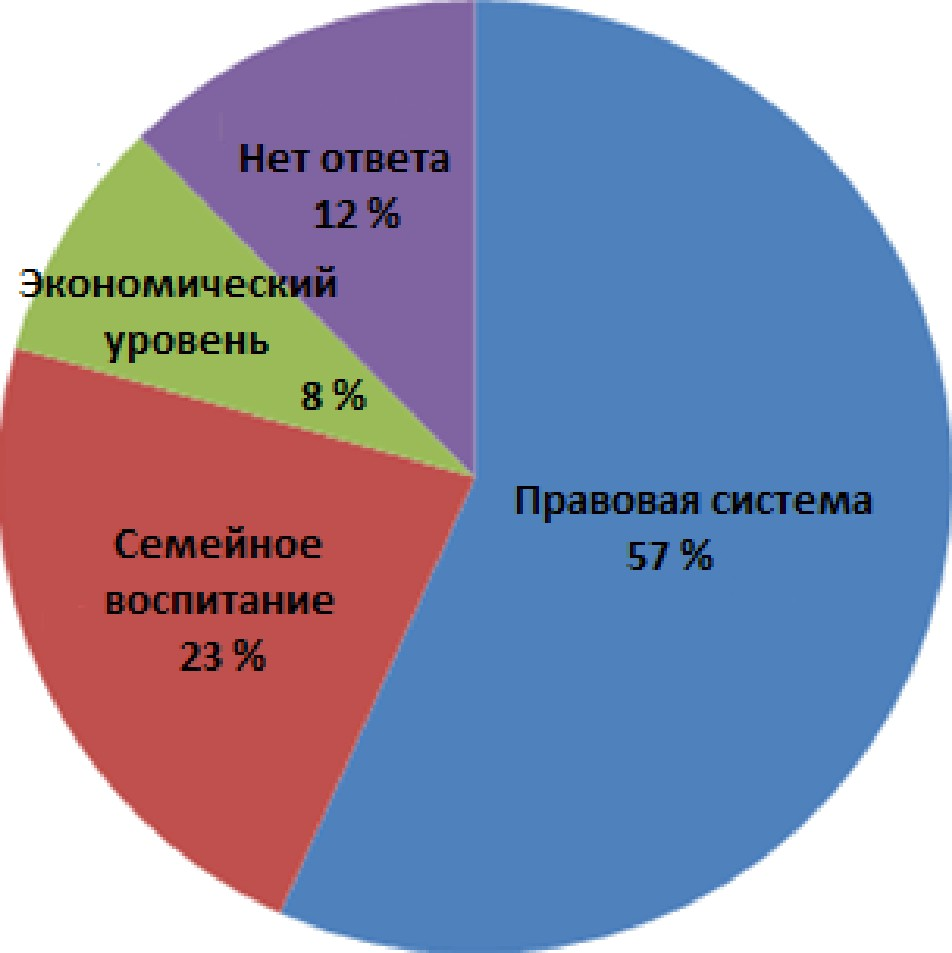 Нет ответа
12 %
Экономический
уровень
8 %
Правовая система
57 %
Семейное
воспитание
23 %